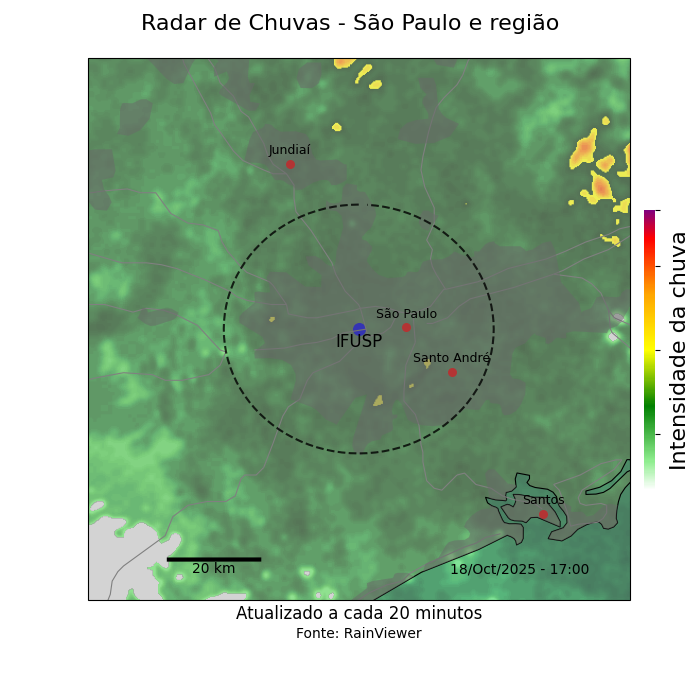 Radar de Chuvas - São Paulo e região
Jundiaí
São Paulo
IFUSP
Santo André
Intensidade da chuva
Santos
20 km
18/Oct/2025 - 17:00
Atualizado a cada 20 minutos
Fonte: RainViewer